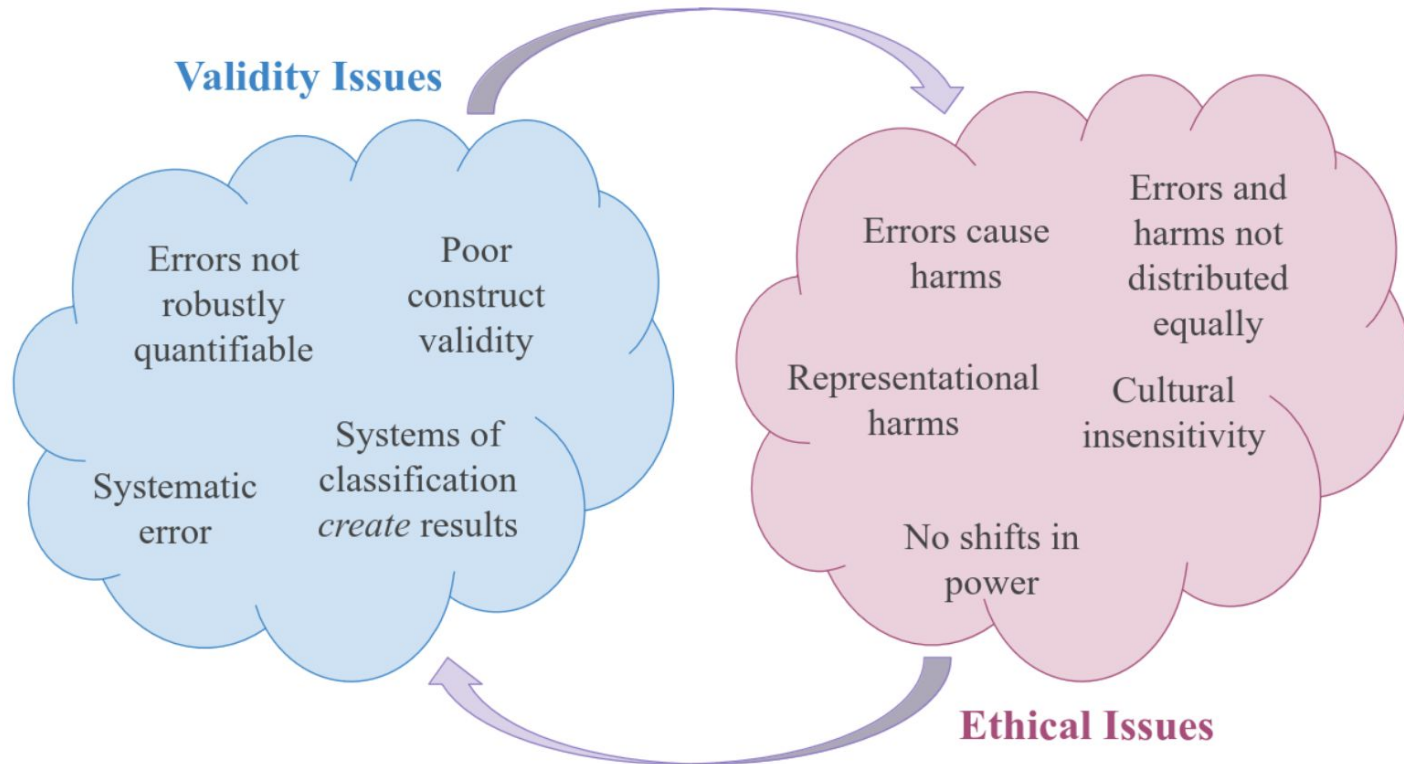 Validity Issues
Errors not
robustly
quantifiable
Poor
construct
validity
Systematic
error
Systems of
classification
create results
Errors cause
harms
Errors and
harms not
distributed
equally
Representational
harms
Cultural
insensitivity
No shifts in
power
Ethical Issues